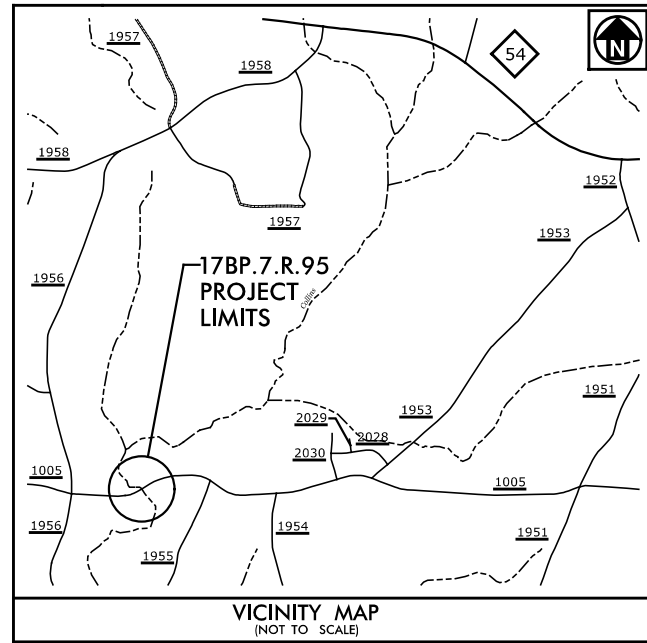 1957
54
N
1958
1958
1952
1957
1953
17BP.7.R.95
PROJECT
LIMITS
1956
Collins
1951
1953
2029
2028
2030
1005
1005
1956
1955
1954
1951
VICINITY MAP
(NOT TO SCALE)